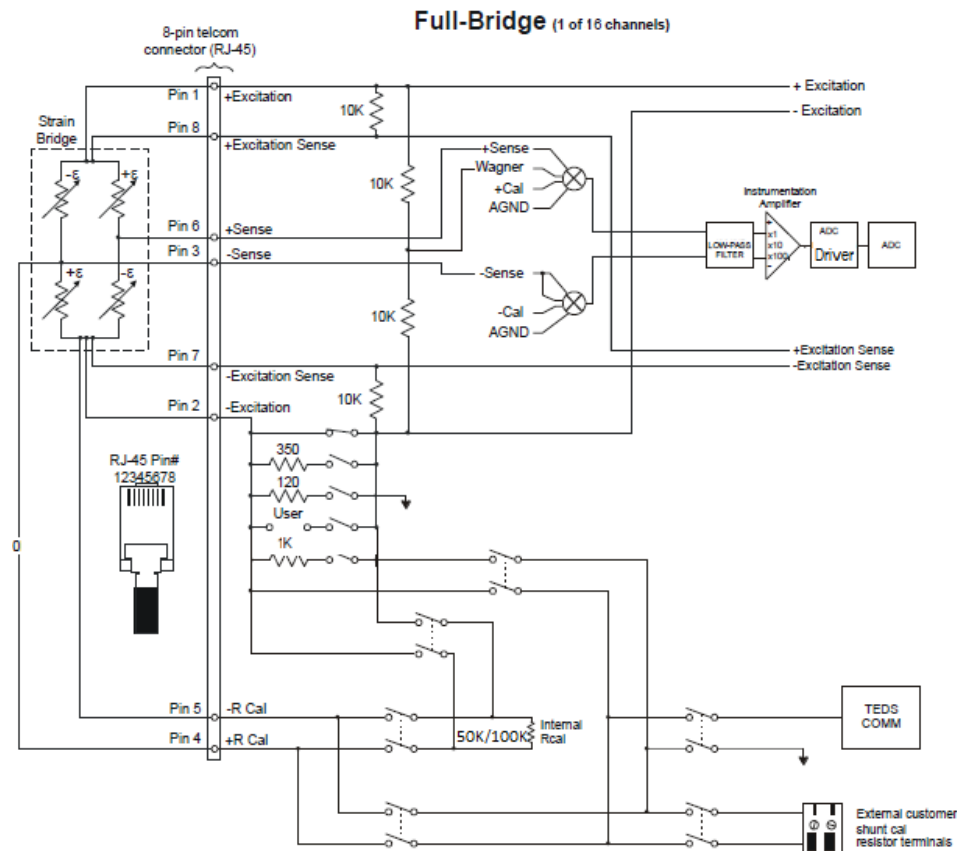 Full-Bridge (1 of 16 channels)
8-pin telcom
connector (RJ-45)
Pin 1
+Excitation
+ Excitation
10K
- Excitation
Strain
Bridge
Pin 8
+Excitation Sense
+Sense
Wagner
-ε
+ε
10K
+Cal
AGND
Instrumentation
Amplifier
Pin 6
+Sense
+
x1
x10
x100
-
LOW-PASS
FILTER
ADC
Driver
ADC
Pin 3
-Sense
+ε
-ε
-Sense
10K
-Cal
AGND
+Excitation Sense
-Excitation Sense
Pin 7
-Excitation Sense
10K
Pin 2
-Excitation
350
RJ-45 Pin#
12345678
120
User
0
1K
Pin 5
-R Cal
TEDS
COMM
Internal
Rcal
50K/100K
Pin 4
+R Cal
External customer
shunt cal
resistor terminals